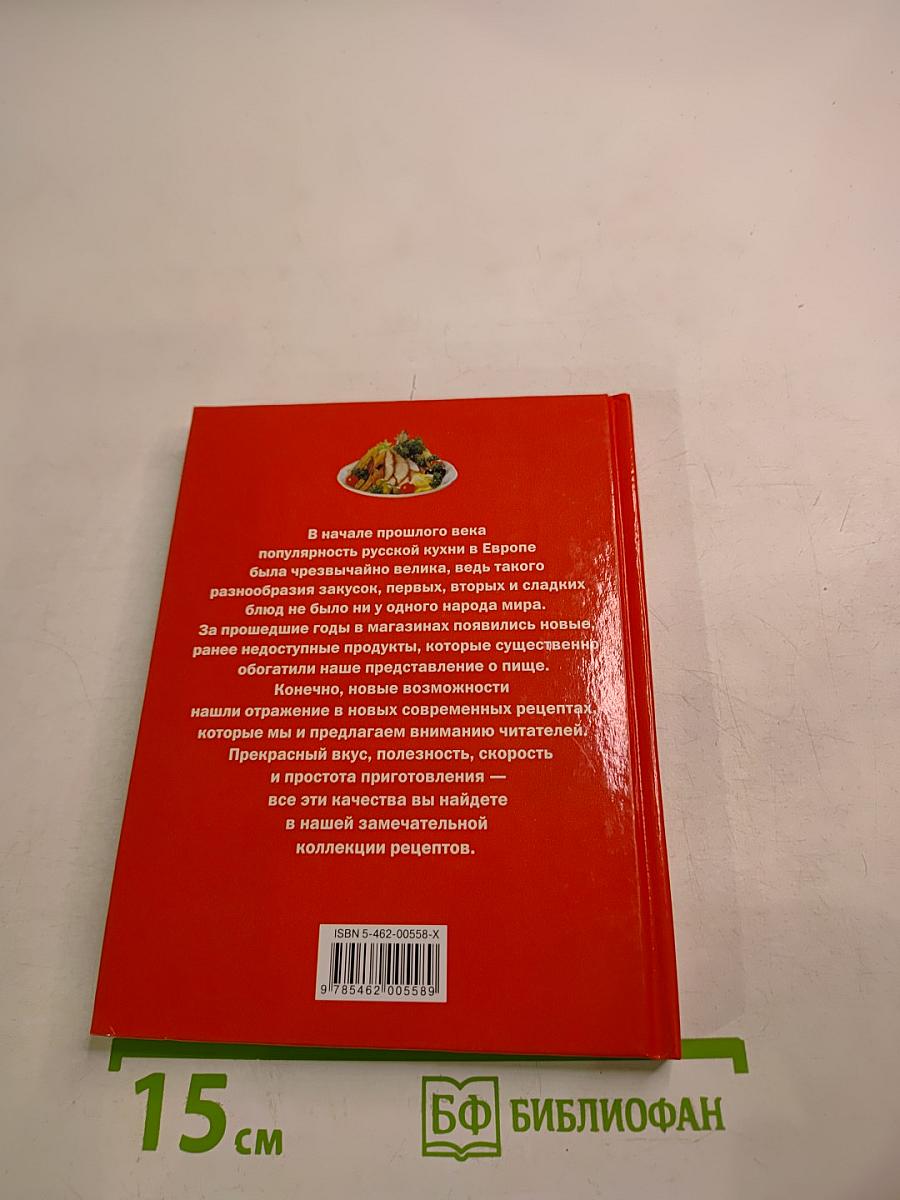 В начале прошлого века
популярность русской кухни в Европе
была чрезвычайно велика, ведь такого
разнообразия закусок, первых, вторых и сладких
блюд не было ни у одного народа мира.
За прошедшие годы в магазинах появились новые,
ранее недоступные продукты, которые существенно
обогатили наше представление о пище.
Конечно, новые возможности
нашли отражение в новых современных рецептах,
которые мы и предлагаем вниманию читателей.
Прекрасный вкус, полезность, скорость
и простота приготовления —
все эти качества вы найдете
в нашей замечательной
коллекции рецептов.
ISBN 5-462-00558-X
9 785462 005589
15 см
БФ БИБЛИОФАН